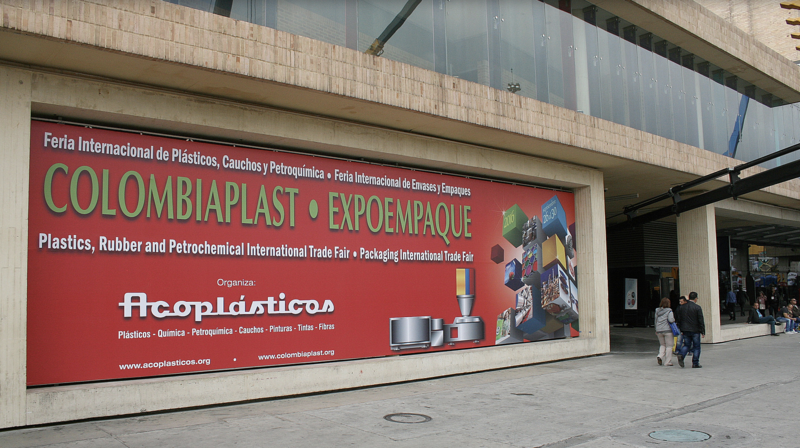 Feria Internacional de Plásticos, Cauchos y Petroquímica • Feria Internacional de Envases y Empaques
COLOMBIAPLAST • EXPOEMPAQUE
Plastics, Rubber and Petrochemical International Trade Fair • Packaging International Trade Fair
Organiza:
Acoplásticos
Plásticos - Química - Petroquímica - Cauchos - Pinturas - Tintas - Fibras
www.acoplasticos.org • www.colombiaplast.org